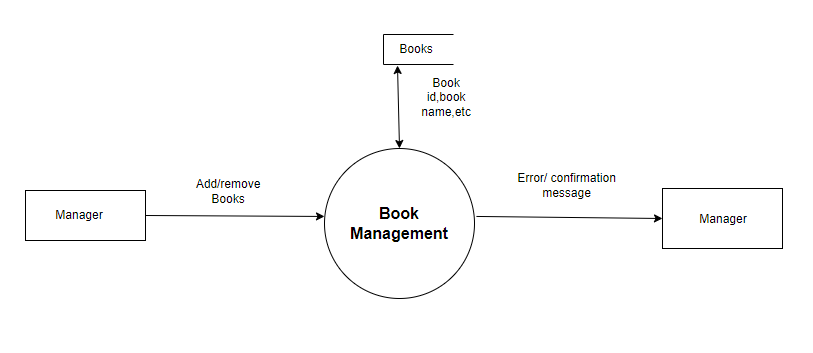 Books
Book
id,book
name,etc
Add/remove
Books
Manager
Book
Management
Error/ confirmation
message
Manager